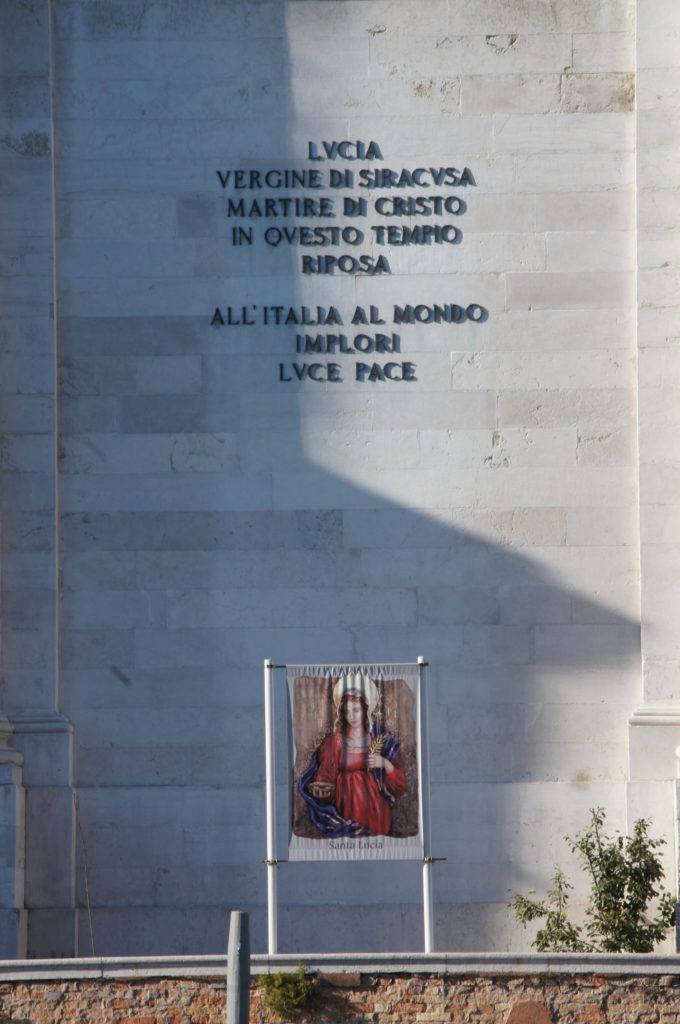 LVCIA
VERGINE DI SIRACVSA
MARTIRE DI CRISTO
IN QVESTO TEMPIO
RIPOSA
ALL'ITALIA AL MONDO
IMPLORI
LVCE PACE
Santa Lucia